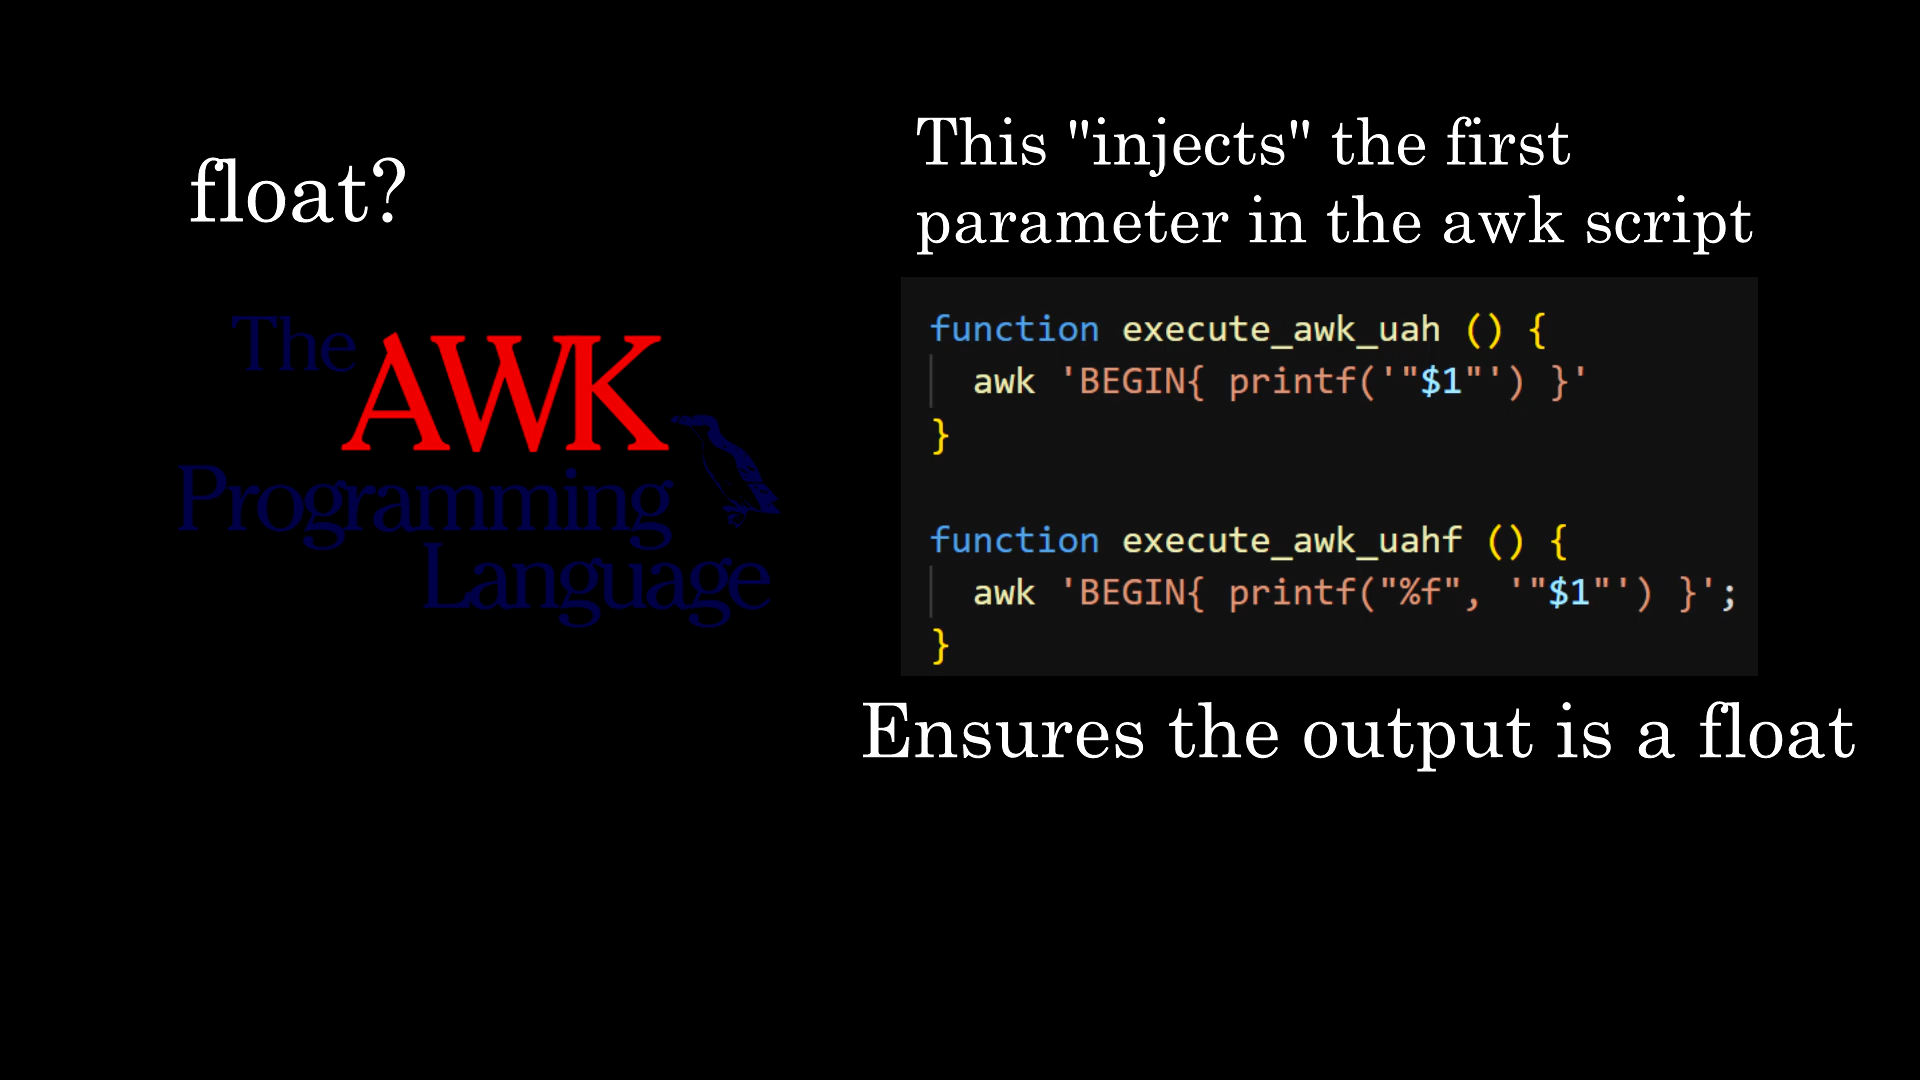 float?
The AWK
Programming
Language
This "injects" the first
parameter in the awk script
function execute_awk_uah () {
awk 'BEGIN{ printf('"$1"') }'
}
function execute_awk_uahf () {
awk 'BEGIN{ printf("%f", '"$1"') }';
}
Ensures the output is a float